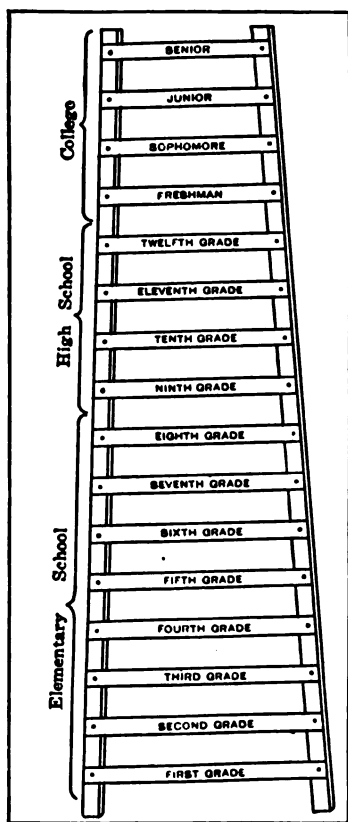 SENIOR
JUNIOR
SOPHOMORE
FRESHMAN
TWELFTH GRADE
ELEVENTH GRADE
TENTH GRADE
NINTH GRADE
EIGHTH GRADE
SEVENTH GRADE
SIXTH GRADE
FIFTH GRADE
FOURTH GRADE
THIRD GRADE
SECOND GRADE
FIRST GRADE
College
High School
Elementary School